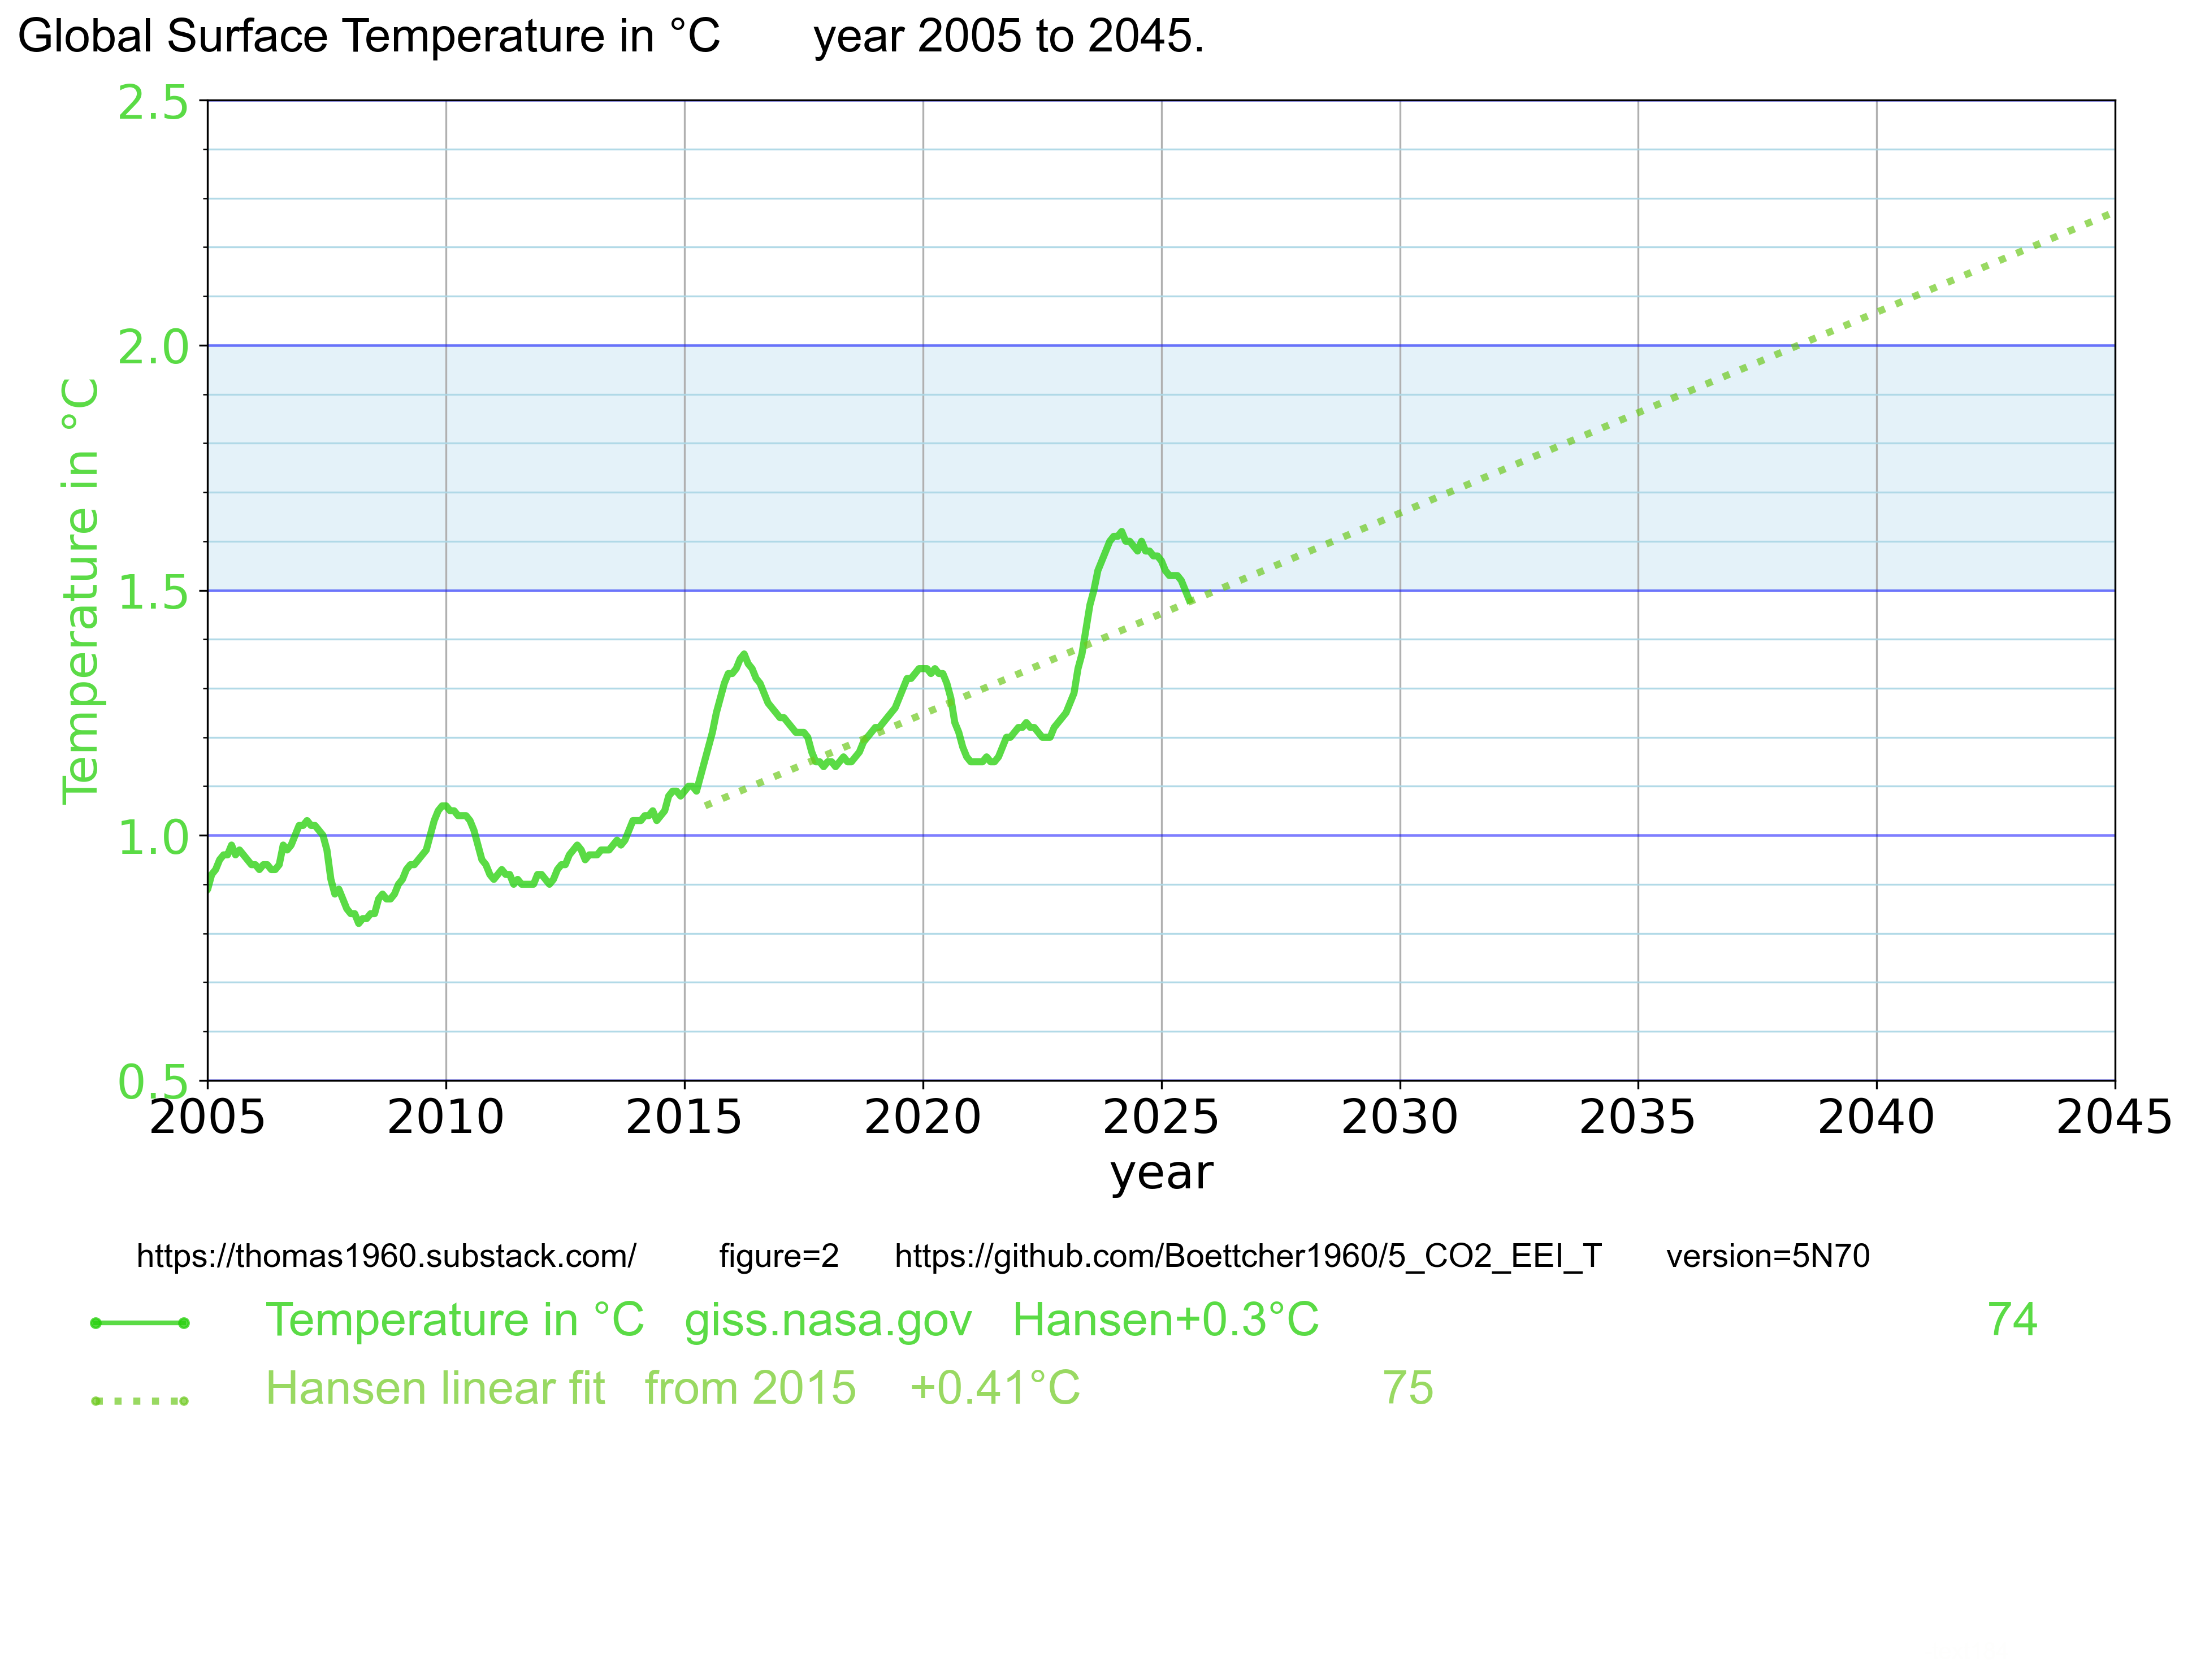 Global Surface Temperature in °C year 2005 to 2045.
2.5
2.0
1.5
1.0
0.5
Temperature in °C
2005 2010 2015 2020 2025 2030 2035 2040 2045
year
https://thomas1960.substack.com/ figure=2 https://github.com/Boettcher1960/5_CO2_EEI_T version=5N70
Temperature in °C giss.nasa.gov Hansen+0.3°C 74
Hansen linear fit from 2015 +0.41°C 75